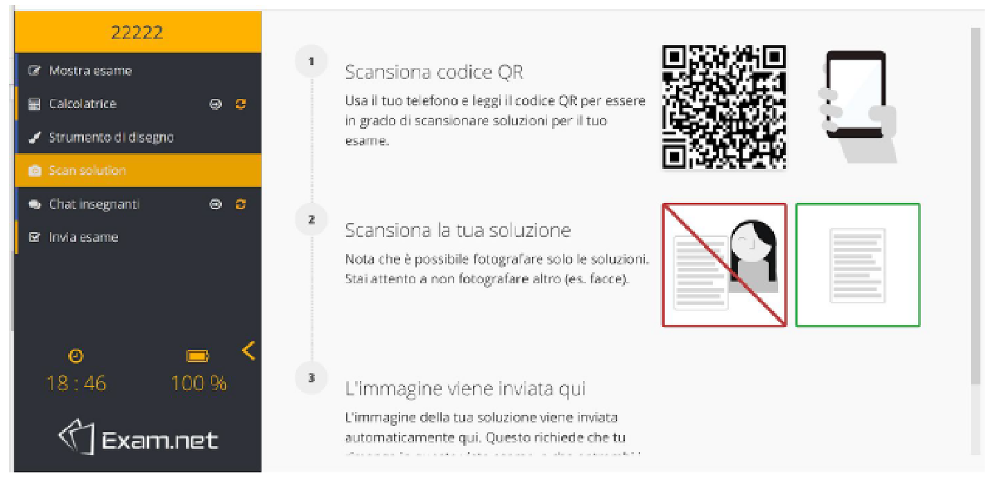 22222
Mostra esame
Calcolatrice
Strumento di disegno
Scan solution
Chat insegnanti
Invia esame
18 : 46
100 %
Exam.net
1
Scansiona codice QR
Usa il tuo telefono e leggi il codice QR per essere
in grado di scansionare soluzioni per il tuo
esame.
2
Scansiona la tua soluzione
Nota che è possibile fotografare solo le soluzioni.
Stai attento a non fotografare altro (es. facce).
3
L'immagine viene inviata qui
L'immagine della tua soluzione viene inviata
automaticamente qui. Questo richiede che tu